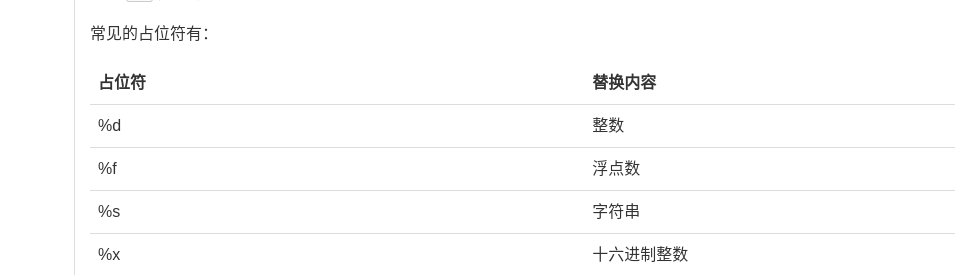 常见的占位符有：
占位符 替换内容
%d 整数
%f 浮点数
%s 字符串
%x 十六进制整数